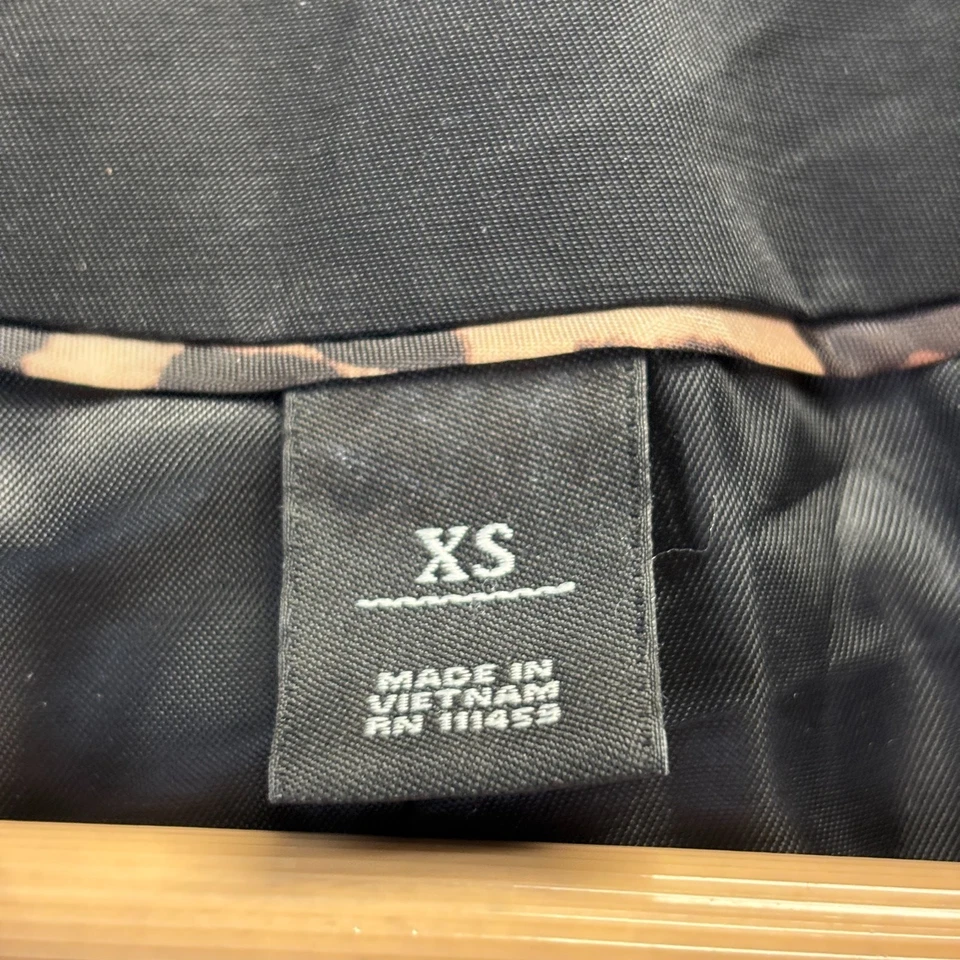 XS
MADE IN
VIETNAM
RN 111459